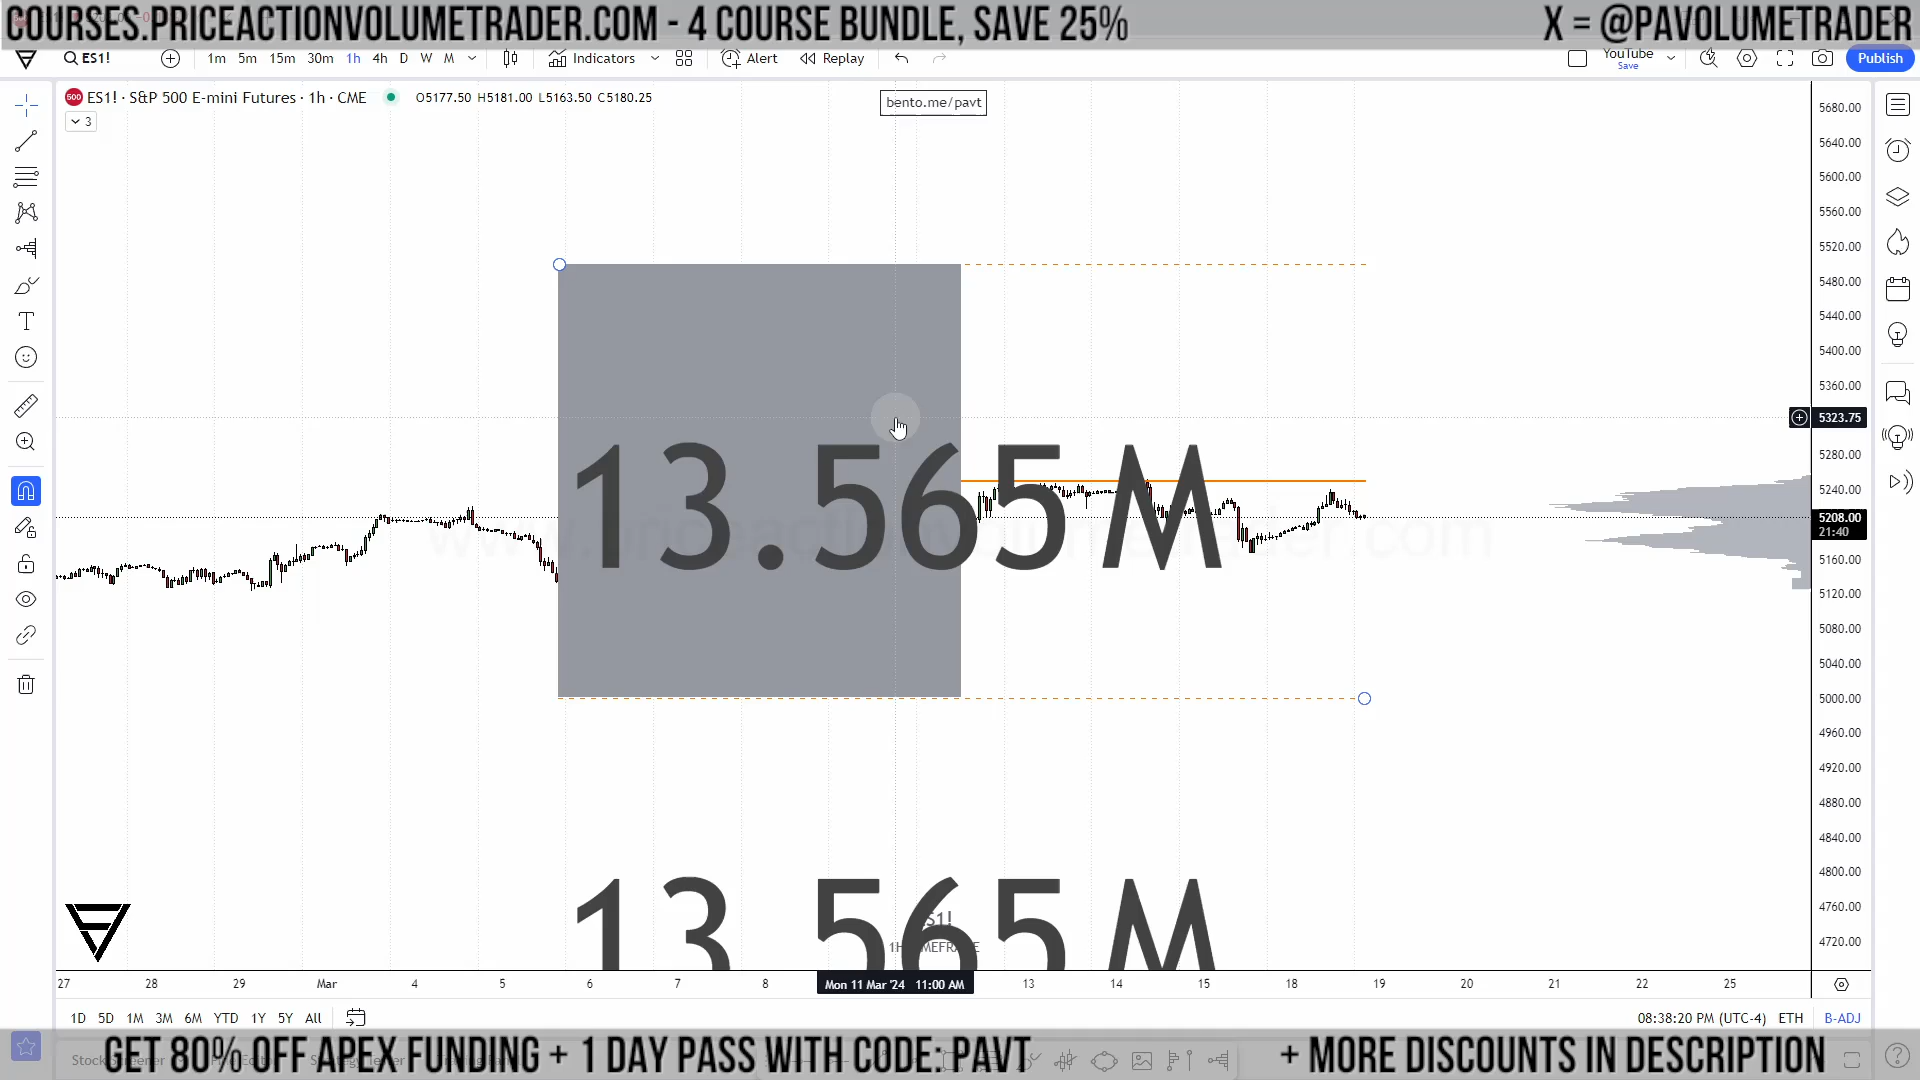 COURSES.PRICEACTIONVOLUMETRADER.COM - 4 COURSE BUNDLE, SAVE 25%
X = @PAVOLUMETRADER
ES1!
1m 5m 15m 30m 1h 4h D W M
Indicators
Alert
Replay
YouTube
Save
Publish
500 ES1! · S&P 500 E-mini Futures · 1h · CME
O5177.50 H5181.00 L5163.50 C5180.25
3
bento.me/pavt
5680.00
5640.00
5600.00
5560.00
5520.00
5480.00
5440.00
5400.00
5360.00
5323.75
5280.00
5240.00
5208.00
21:40
5160.00
5120.00
5080.00
5040.00
5000.00
4960.00
4920.00
4880.00
4840.00
4800.00
4760.00
4720.00
13.565 M
13.565 M
27 28 29 Mar 4 5 6 7 8 Mon 11 Mar '24 11:00 AM 13 14 15 18 19 20 21 22 25
1D 5D 1M 3M 6M YTD 1Y 5Y All
08:38:20 PM (UTC-4) ETH B-ADJ
GET 80% OFF APEX FUNDING + 1 DAY PASS WITH CODE: PAVT
+ MORE DISCOUNTS IN DESCRIPTION